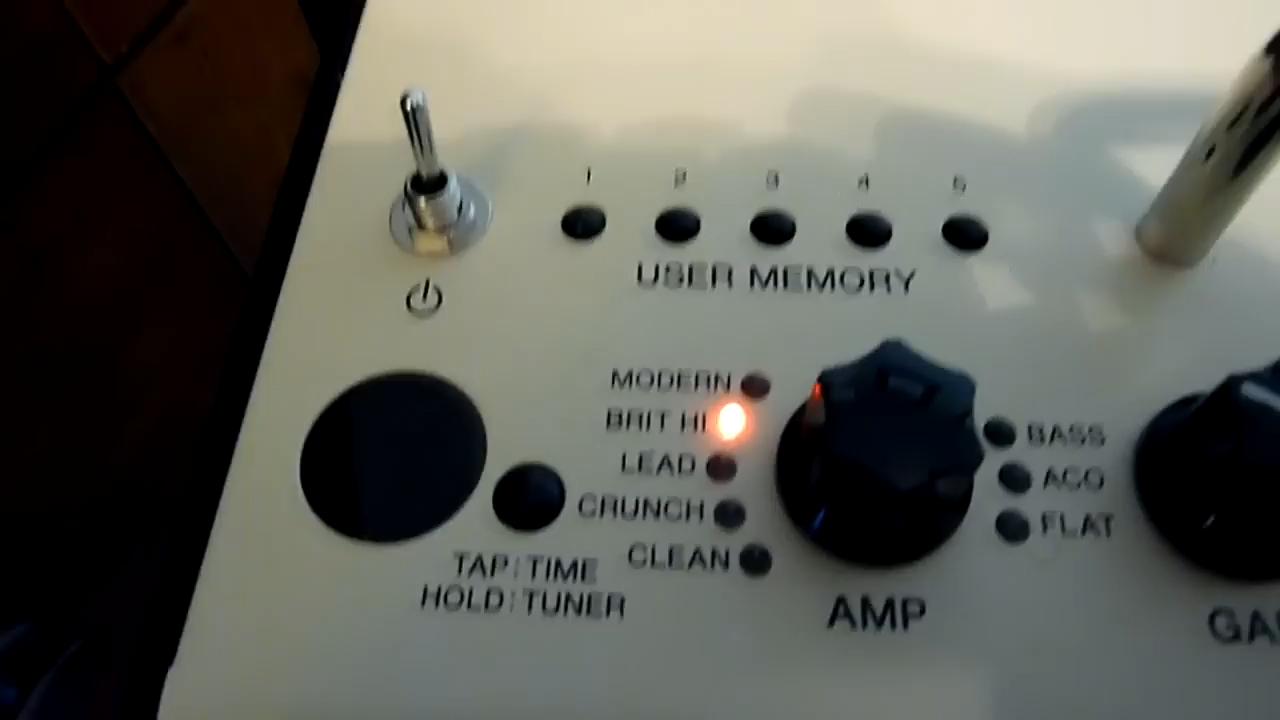 1 2 3 4 5
USER MEMORY
MODERN
BRIT HI
LEAD
CRUNCH
CLEAN
BASS
ACO
FLAT
TAP:TIME
HOLD:TUNER
AMP
GA